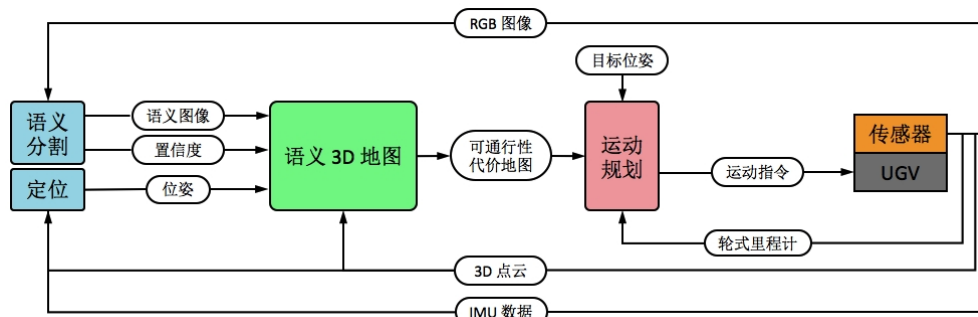 RGB 图像
目标位姿
语义
分割
语义图像
置信度
定位
位姿
语义 3D 地图
可通行性
代价地图
运动
规划
运动指令
传感器
UGV
轮式里程计
3D 点云
IMU 数据